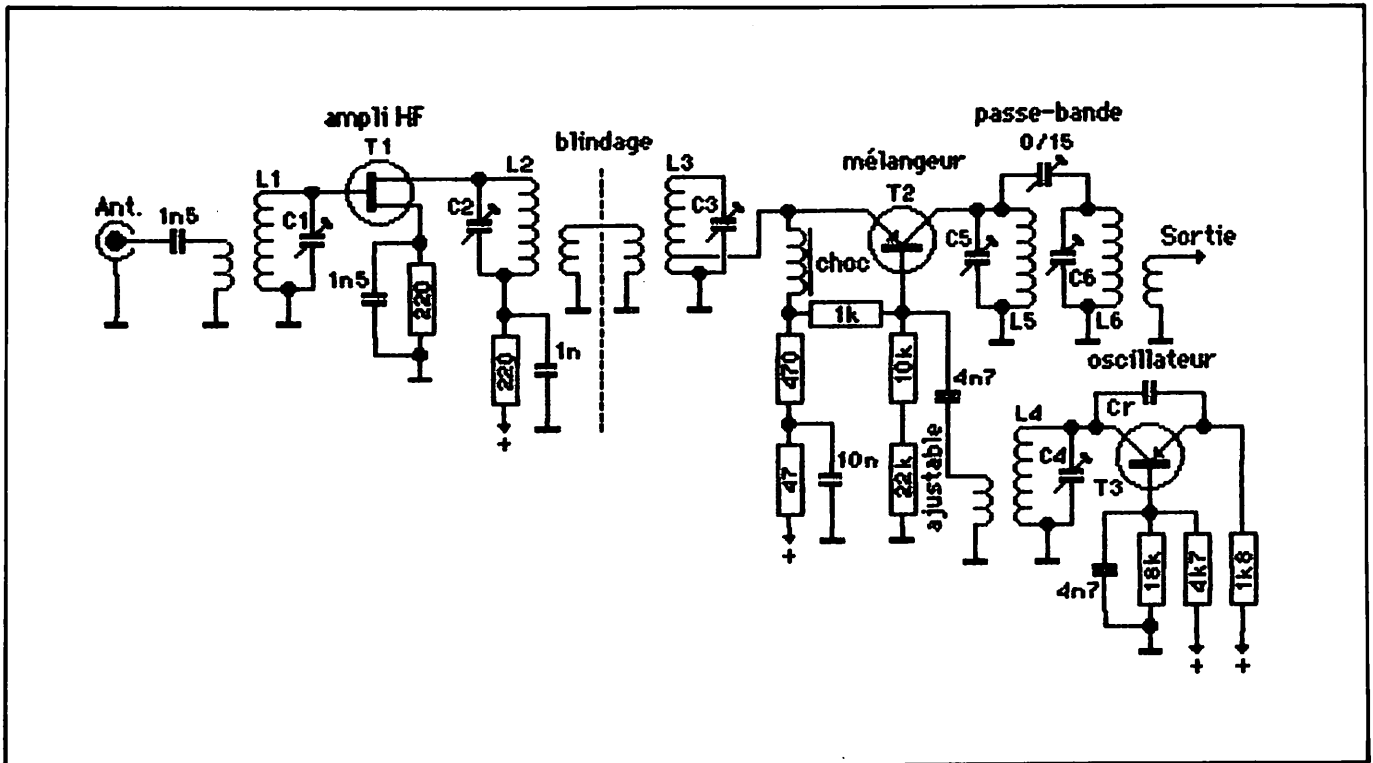 ampli HF
T1
blindage
passe-bande
0/15
mélangeur
T2
Ant.
1n5
L1
C1
1n5
220
C2
L2
220
1n
+
L3
C3
choc
1k
470
47
10n
+
10k
22k
ajustable
4n7
C5
L5
C6
L6
Sortie
oscillateur
Cr
L4
C4
T3
4n7
18k
4k7
1k8
+
+